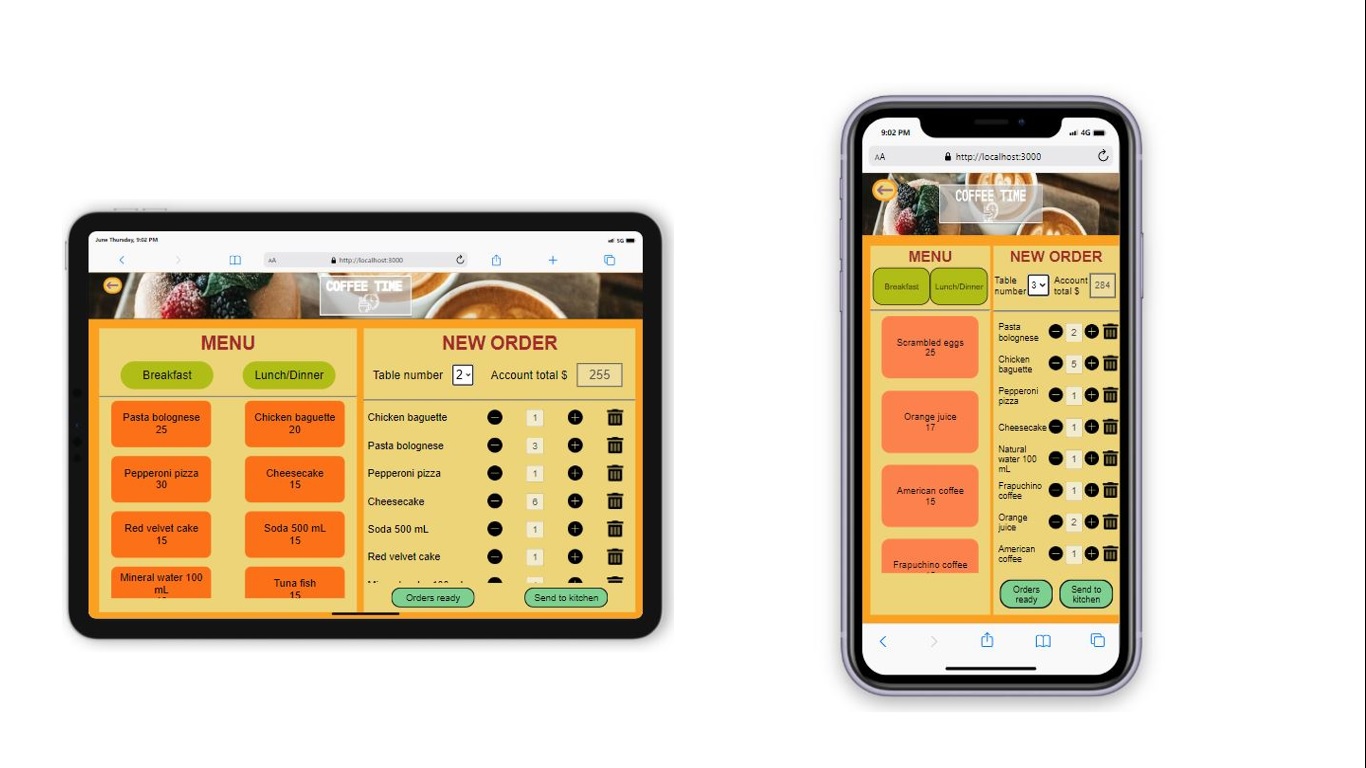 June Thursday, 9:02 PM
5G
AA
http://localhost:3000
COFFEE TIME
MENU
Breakfast
Lunch/Dinner
Pasta bolognese
25
Chicken baguette
20
Pepperoni pizza
30
Cheesecake
15
Red velvet cake
15
Soda 500 mL
15
Mineral water 100
mL
Tuna fish
15
NEW ORDER
Table number
2
Account total $
255
Chicken baguette
1
Pasta bolognese
3
Pepperoni pizza
1
Cheesecake
6
Soda 500 mL
1
Red velvet cake
1
Orders ready
Send to kitchen
9:02 PM
4G
AA
http://localhost:3000
COFFEE TIME
MENU
Breakfast
Lunch/Dinner
Scrambled eggs
25
Orange juice
17
American coffee
15
Frapuchino coffee
NEW ORDER
Table
number
3
Account
total $
284
Pasta
bolognese
2
Chicken
baguette
5
Pepperoni
pizza
1
Cheesecake
1
Natural
water 100
mL
1
Frapuchino
coffee
1
Orange
juice
2
American
coffee
1
Orders
ready
Send to
kitchen